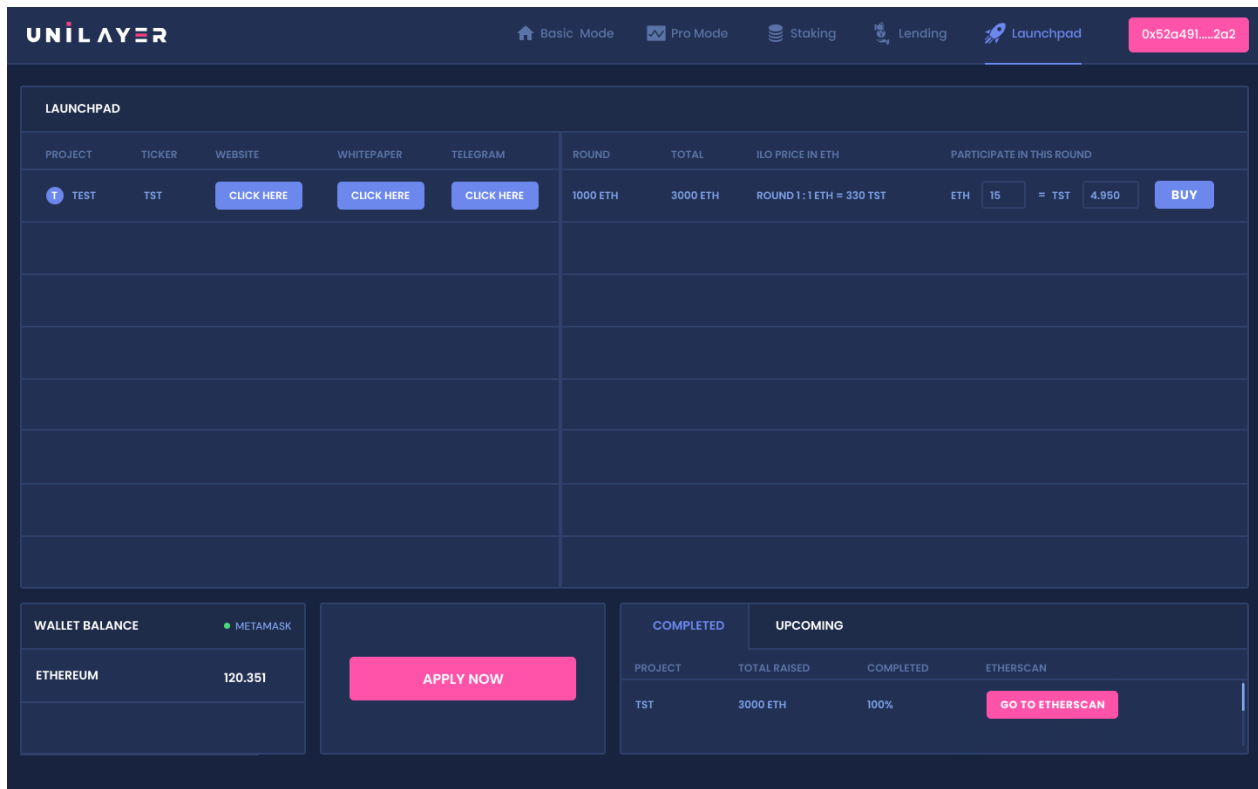 UNILAYER
Basic Mode Pro Mode Staking Lending Launchpad 0x52a491.....2a2
LAUNCHPAD
PROJECT TICKER WEBSITE WHITEPAPER TELEGRAM ROUND TOTAL ILO PRICE IN ETH PARTICIPATE IN THIS ROUND
T TEST TST CLICK HERE CLICK HERE CLICK HERE 1000 ETH 3000 ETH ROUND 1 : 1 ETH = 330 TST ETH 15 = TST 4.950 BUY
WALLET BALANCE METAMASK
ETHEREUM 120.351
APPLY NOW
COMPLETED UPCOMING
PROJECT TOTAL RAISED COMPLETED ETHERSCAN
TST 3000 ETH 100% GO TO ETHERSCAN